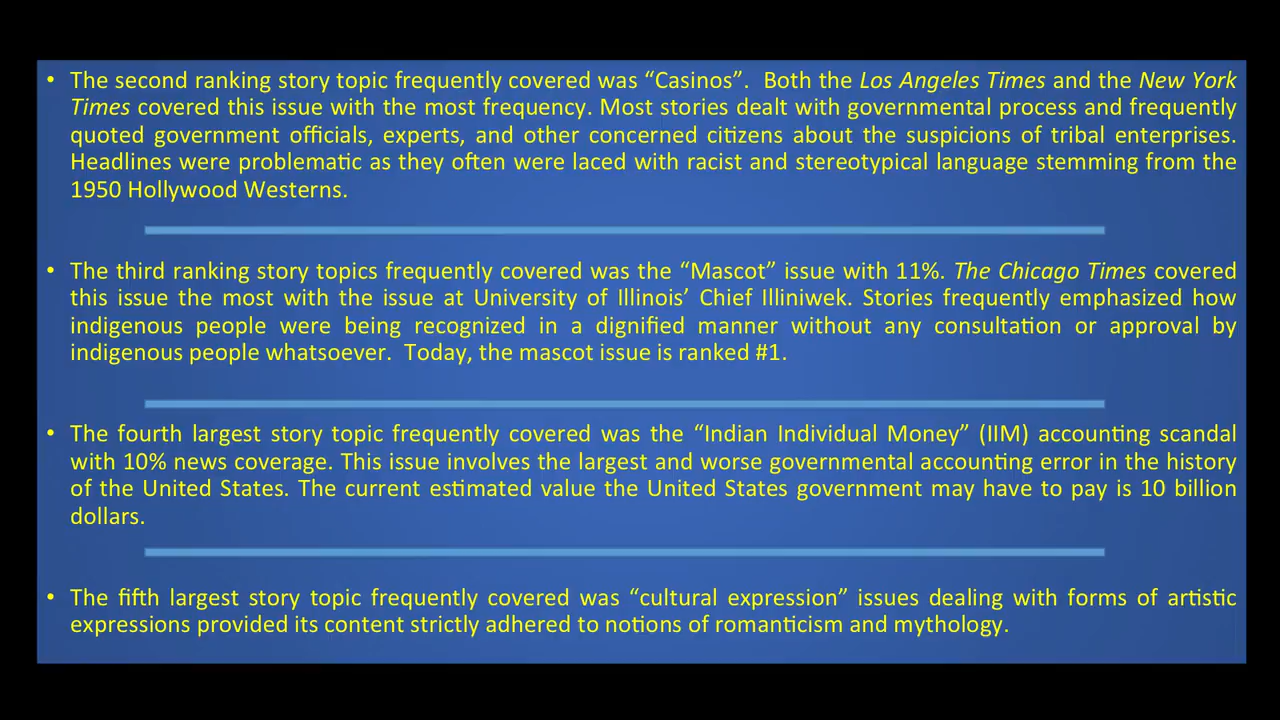 • The second ranking story topic frequently covered was “Casinos”.  Both the Los Angeles Times and the New York
Times covered this issue with the most frequency. Most stories dealt with governmental process and frequently
quoted government officials, experts, and other concerned citizens about the suspicions of tribal enterprises.
Headlines were problematic as they often were laced with racist and stereotypical language stemming from the
1950 Hollywood Westerns.
• The third ranking story topics frequently covered was the “Mascot” issue with 11%. The Chicago Times covered
this issue the most with the issue at University of Illinois’ Chief Illiniwek. Stories frequently emphasized how
indigenous people were being recognized in a dignified manner without any consultation or approval by
indigenous people whatsoever.  Today, the mascot issue is ranked #1.
• The fourth largest story topic frequently covered was the “Indian Individual Money” (IIM) accounting scandal
with 10% news coverage. This issue involves the largest and worse governmental accounting error in the history
of the United States. The current estimated value the United States government may have to pay is 10 billion
dollars.
• The fifth largest story topic frequently covered was “cultural expression” issues dealing with forms of artistic
expressions provided its content strictly adhered to notions of romanticism and mythology.